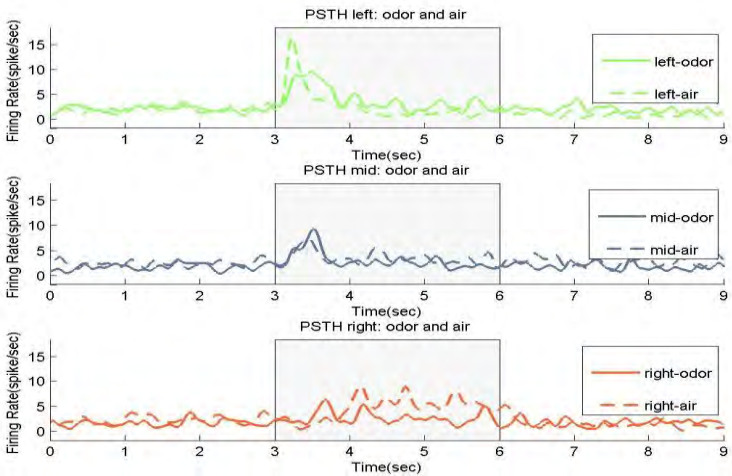 PSTH left: odor and air
Firing Rate(spike/sec)
15
10
5
0
left-odor
left-air
0 1 2 3 4 5 6 7 8 9
Time(sec)
PSTH mid: odor and air
Firing Rate(spike/sec)
15
10
5
0
mid-odor
mid-air
0 1 2 3 4 5 6 7 8 9
Time(sec)
PSTH right: odor and air
Firing Rate(spike/sec)
15
10
5
0
right-odor
right-air
0 1 2 3 4 5 6 7 8 9
Time(sec)